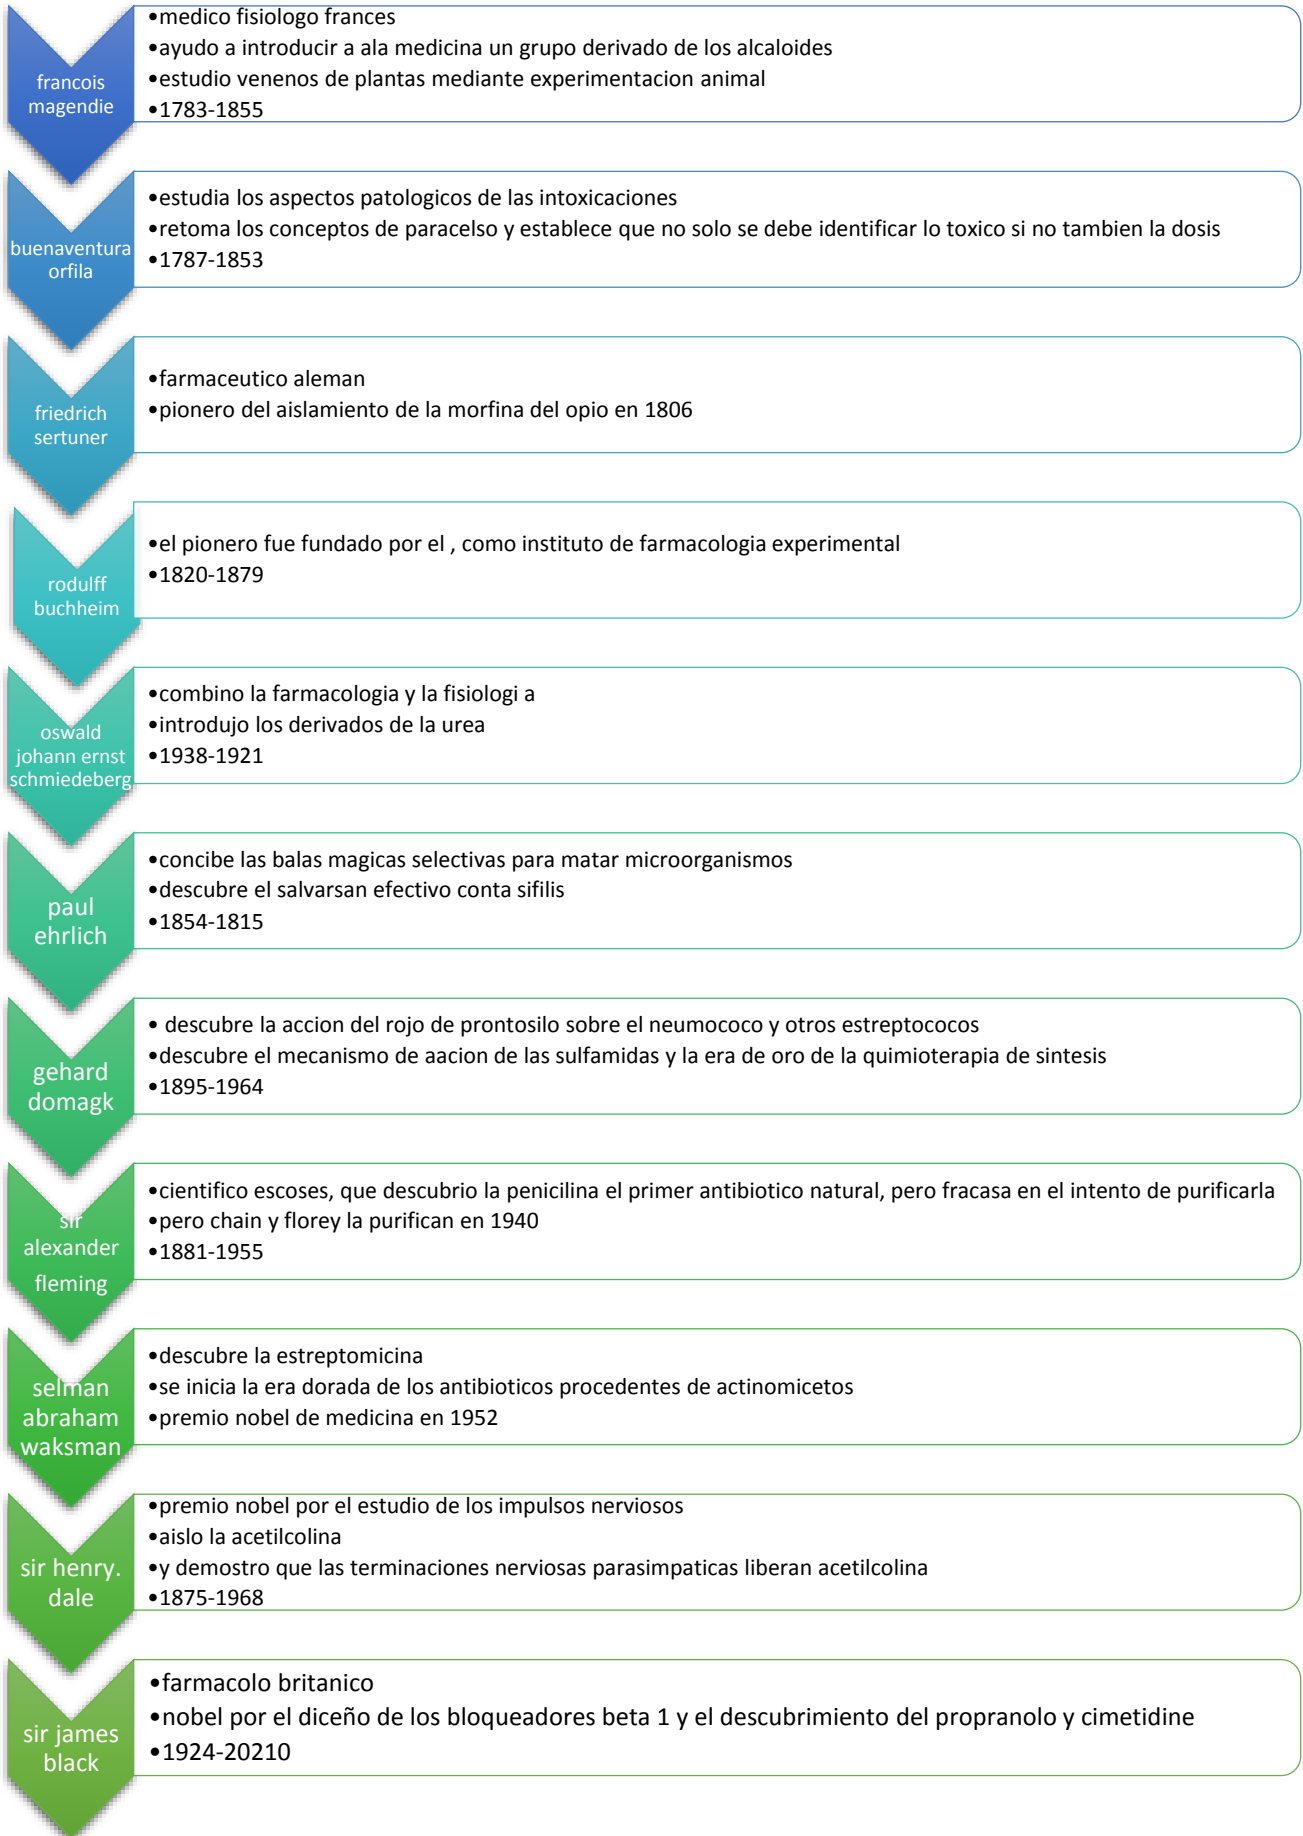 francois
magendie
•medico fisiologo frances
•ayudo a introducir a ala medicina un grupo derivado de los alcaloides
•estudio venenos de plantas mediante experimentacion animal
•1783-1855
buenaventura
orfila
•estudia los aspectos patologicos de las intoxicaciones
•retoma los conceptos de paracelso y establece que no solo se debe identificar lo toxico si no tambien la dosis
•1787-1853
friedrich
sertuner
•farmaceutico aleman
•pionero del aislamiento de la morfina del opio en 1806
rodulff
buchheim
•el pionero fue fundado por el , como instituto de farmacologia experimental
•1820-1879
oswald
johann ernst
schmiedeberg
•combino la farmacologia y la fisiologi a
•introdujo los derivados de la urea
•1938-1921
paul
ehrlich
•concibe las balas magicas selectivas para matar microorganismos
•descubre el salvarsan efectivo conta sifilis
•1854-1815
gehard
domagk
• descubre la accion del rojo de prontosilo sobre el neumococo y otros estreptococos
•descubre el mecanismo de aacion de las sulfamidas y la era de oro de la quimioterapia de sintesis
•1895-1964
sir
alexander
fleming
•cientifico escoses, que descubrio la penicilina el primer antibiotico natural, pero fracasa en el intento de purificarla
•pero chain y florey la purifican en 1940
•1881-1955
selman
abraham
waksman
•descubre la estreptomicina
•se inicia la era dorada de los antibioticos procedentes de actinomicetos
•premio nobel de medicina en 1952
sir henry.
dale
•premio nobel por el estudio de los impulsos nerviosos
•aislo la acetilcolina
•y demostro que las terminaciones nerviosas parasimpaticas liberan acetilcolina
•1875-1968
sir james
black
•farmacolo britanico
•nobel por el diceño de los bloqueadores beta 1 y el descubrimiento del propranolo y cimetidine
•1924-20210